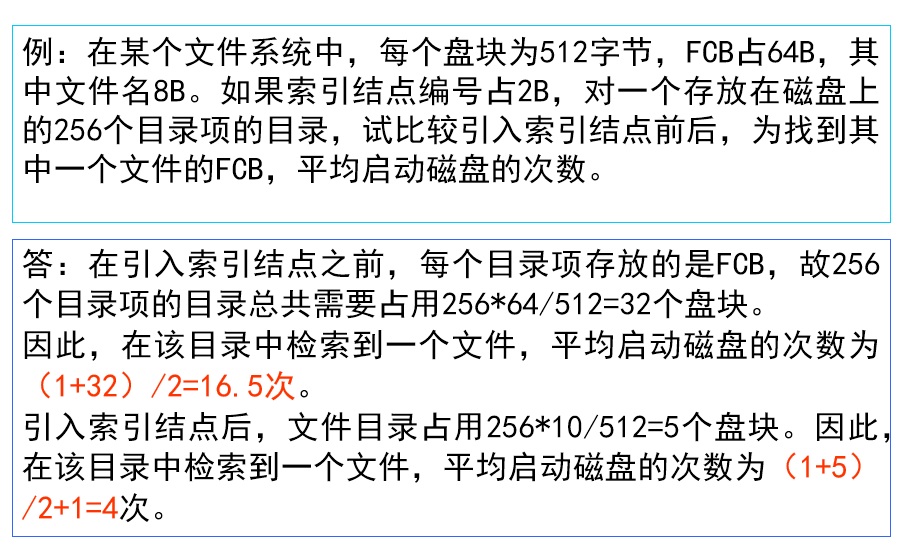 例：在某个文件系统中，每个盘块为512字节，FCB占64B，其
中文件名8B。如果索引结点编号占2B，对一个存放在磁盘上
的256个目录项的目录，试比较引入索引结点前后，为找到其
中一个文件的FCB，平均启动磁盘的次数。
答：在引入索引结点之前，每个目录项存放的是FCB，故256
个目录项的目录总共需要占用256*64/512=32个盘块。
因此，在该目录中检索到一个文件，平均启动磁盘的次数为
（1+32）/2=16.5次。
引入索引结点后，文件目录占用256*10/512=5个盘块。因此，
在该目录中检索到一个文件，平均启动磁盘的次数为（1+5）
/2+1=4次。